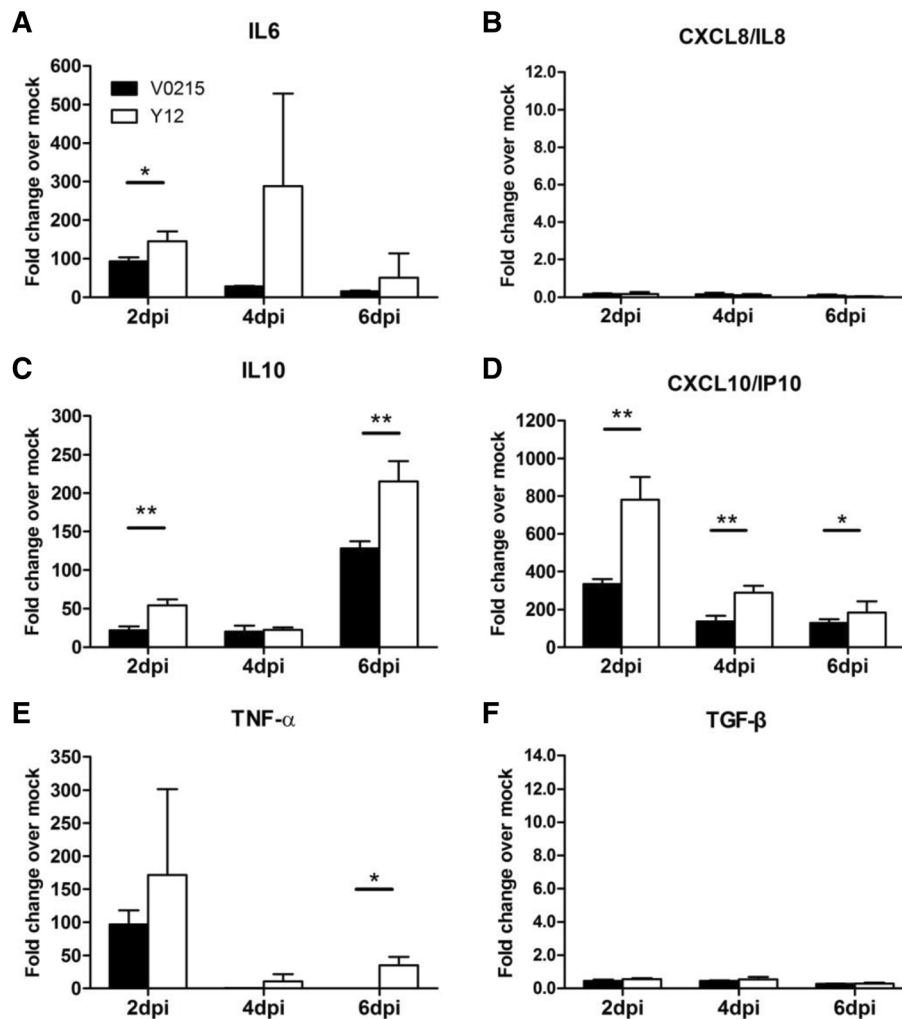 A
IL6
Fold change over mock
600
500
400
300
200
100
0
V0215
Y12
*
2dpi
4dpi
6dpi
B
CXCL8/IL8
Fold change over mock
12.0
10.0
8.0
6.0
4.0
2.0
0.0
2dpi
4dpi
6dpi
C
IL10
Fold change over mock
300
250
200
150
100
50
0
**
**
2dpi
4dpi
6dpi
D
CXCL10/IP10
Fold change over mock
1200
1000
800
600
400
200
0
**
**
*
2dpi
4dpi
6dpi
E
TNF-α
Fold change over mock
350
300
250
200
150
100
50
0
*
2dpi
4dpi
6dpi
F
TGF-β
Fold change over mock
14.0
12.0
10.0
8.0
6.0
4.0
2.0
0.0
2dpi
4dpi
6dpi